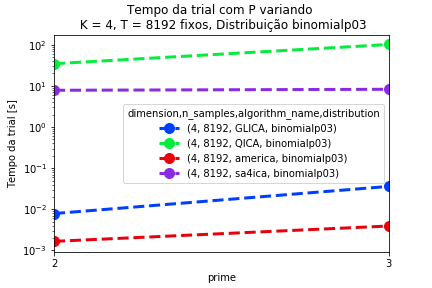 Tempo da trial com P variando
K = 4, T = 8192 fixos, Distribuição binomialp03
Tempo da trial [s]
10²
10¹
10⁰
10⁻¹
10⁻²
10⁻³
dimension,n_samples,algorithm_name,distribution
(4, 8192, GLICA, binomialp03)
(4, 8192, QICA, binomialp03)
(4, 8192, america, binomialp03)
(4, 8192, sa4ica, binomialp03)
2
3
prime